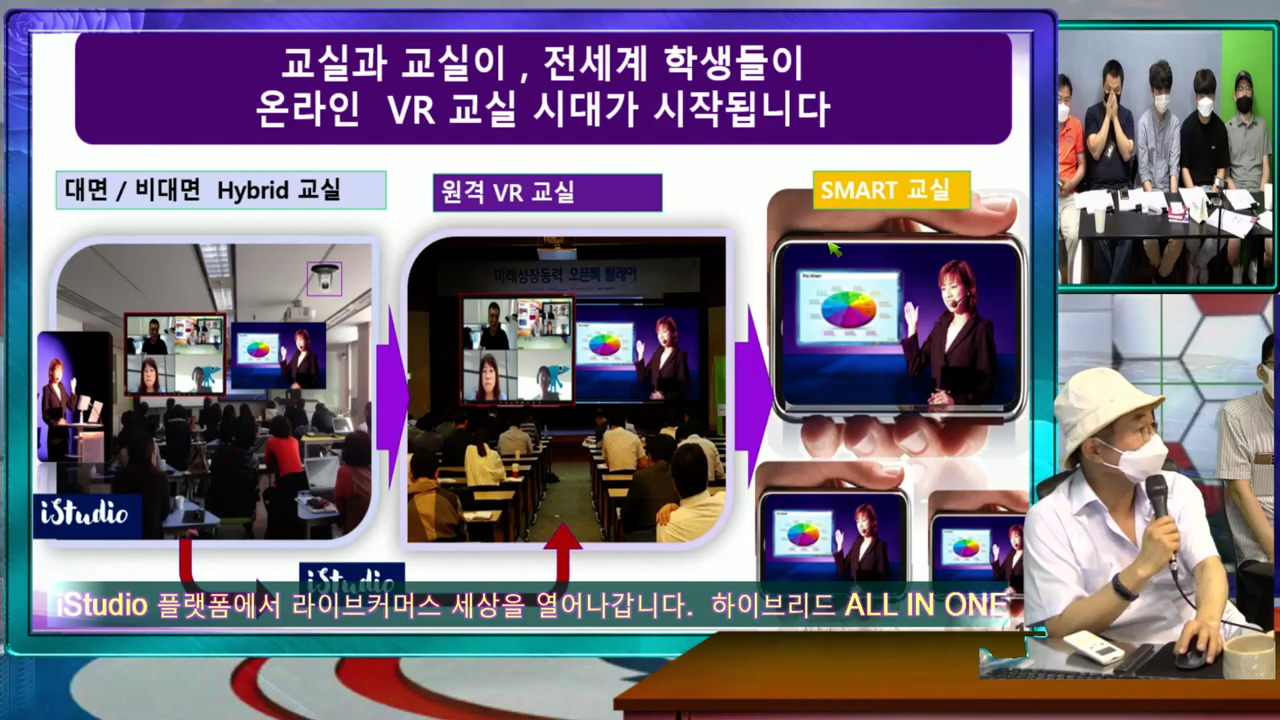 교실과 교실이 , 전세계 학생들이
온라인 VR 교실 시대가 시작됩니다
대면 / 비대면 Hybrid 교실
원격 VR 교실
SMART 교실
미래성장동력 오픈톡 릴레이
iStudio
iStudio
iStudio 플랫폼에서 라이브커머스 세상을 열어나갑니다. 하이브리드 ALL IN ONE